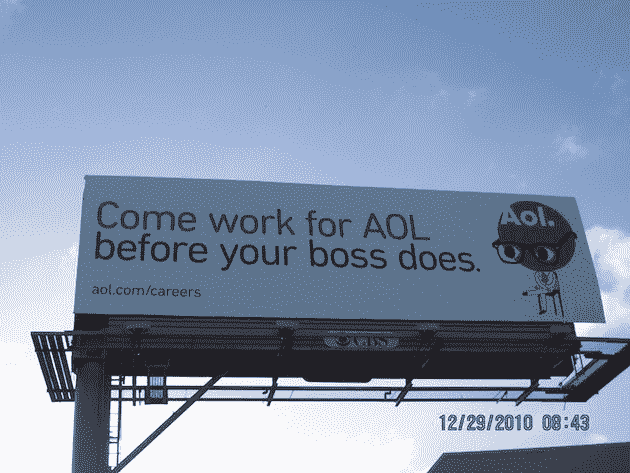 Come work for AOL
before your boss does.
aol.com/careers
Aol.
CBS
12/29/2010 08:43